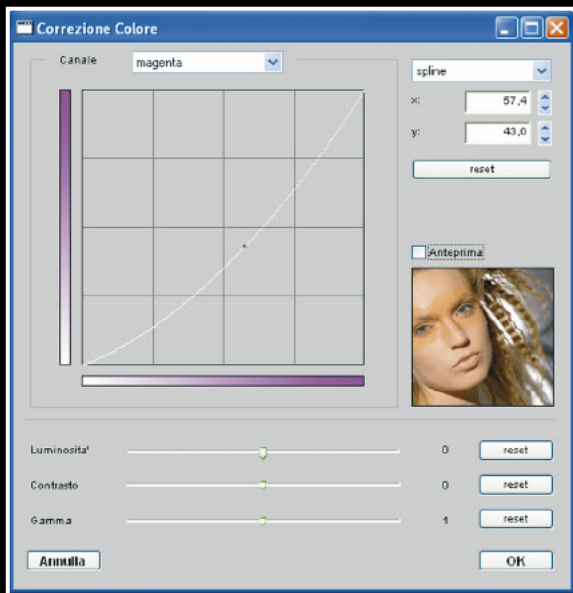 Correzione Colore
Canale
magenta
spline
x:
57,4
y:
43,0
reset
Anteprima
Luminosita'
0
reset
Contrasto
0
reset
Gamma
1
reset
Annulla
OK